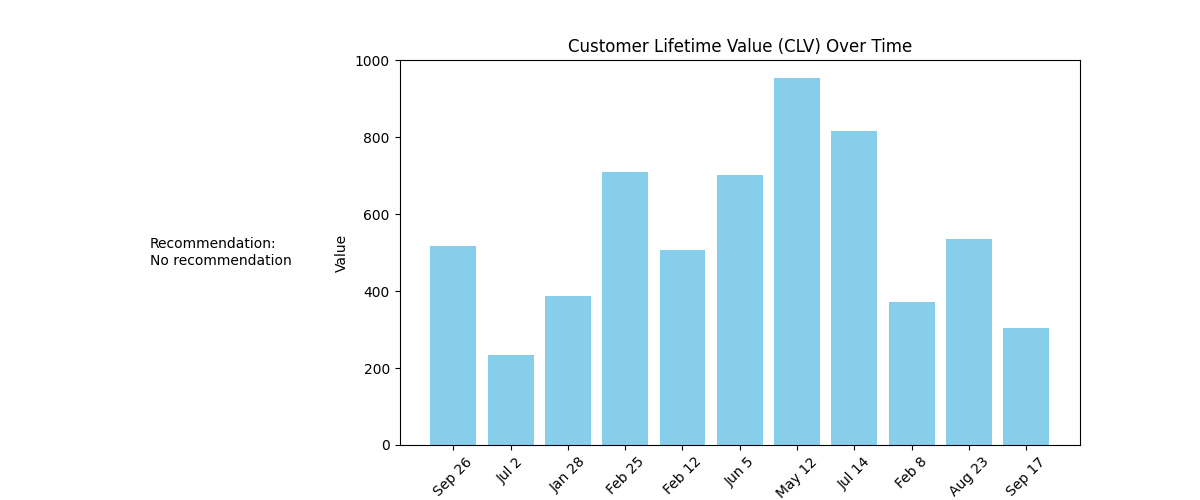 Customer Lifetime Value (CLV) Over Time
1000
800
600
400
200
0
Value
Recommendation:
No recommendation
Sep 26
Jul 2
Jan 28
Feb 25
Feb 12
Jun 5
May 12
Jul 14
Feb 8
Aug 23
Sep 17